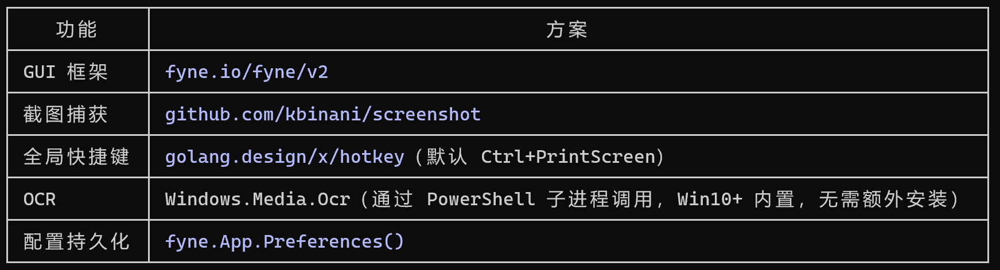 功能 方案
GUI 框架 fyne.io/fyne/v2
截图捕获 github.com/kbinani/screenshot
全局快捷键 golang.design/x/hotkey（默认 Ctrl+PrintScreen）
OCR Windows.Media.Ocr（通过 PowerShell 子进程调用，Win10+ 内置，无需额外安装）
配置持久化 fyne.App.Preferences()